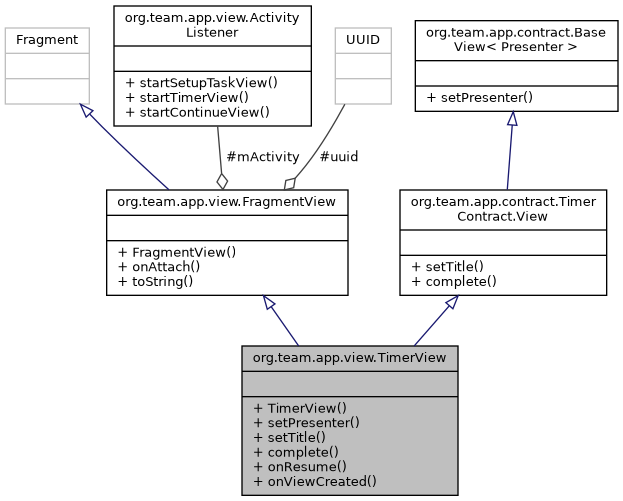 Fragment
org.team.app.view.Activity
Listener
+ startSetupTaskView()
+ startTimerView()
+ startContinueView()
UUID
org.team.app.contract.Base
View< Presenter >
+ setPresenter()
#mActivity
#uuid
org.team.app.view.FragmentView
+ FragmentView()
+ onAttach()
+ toString()
org.team.app.contract.Timer
Contract.View
+ setTitle()
+ complete()
org.team.app.view.TimerView
+ TimerView()
+ setPresenter()
+ setTitle()
+ complete()
+ onResume()
+ onViewCreated()